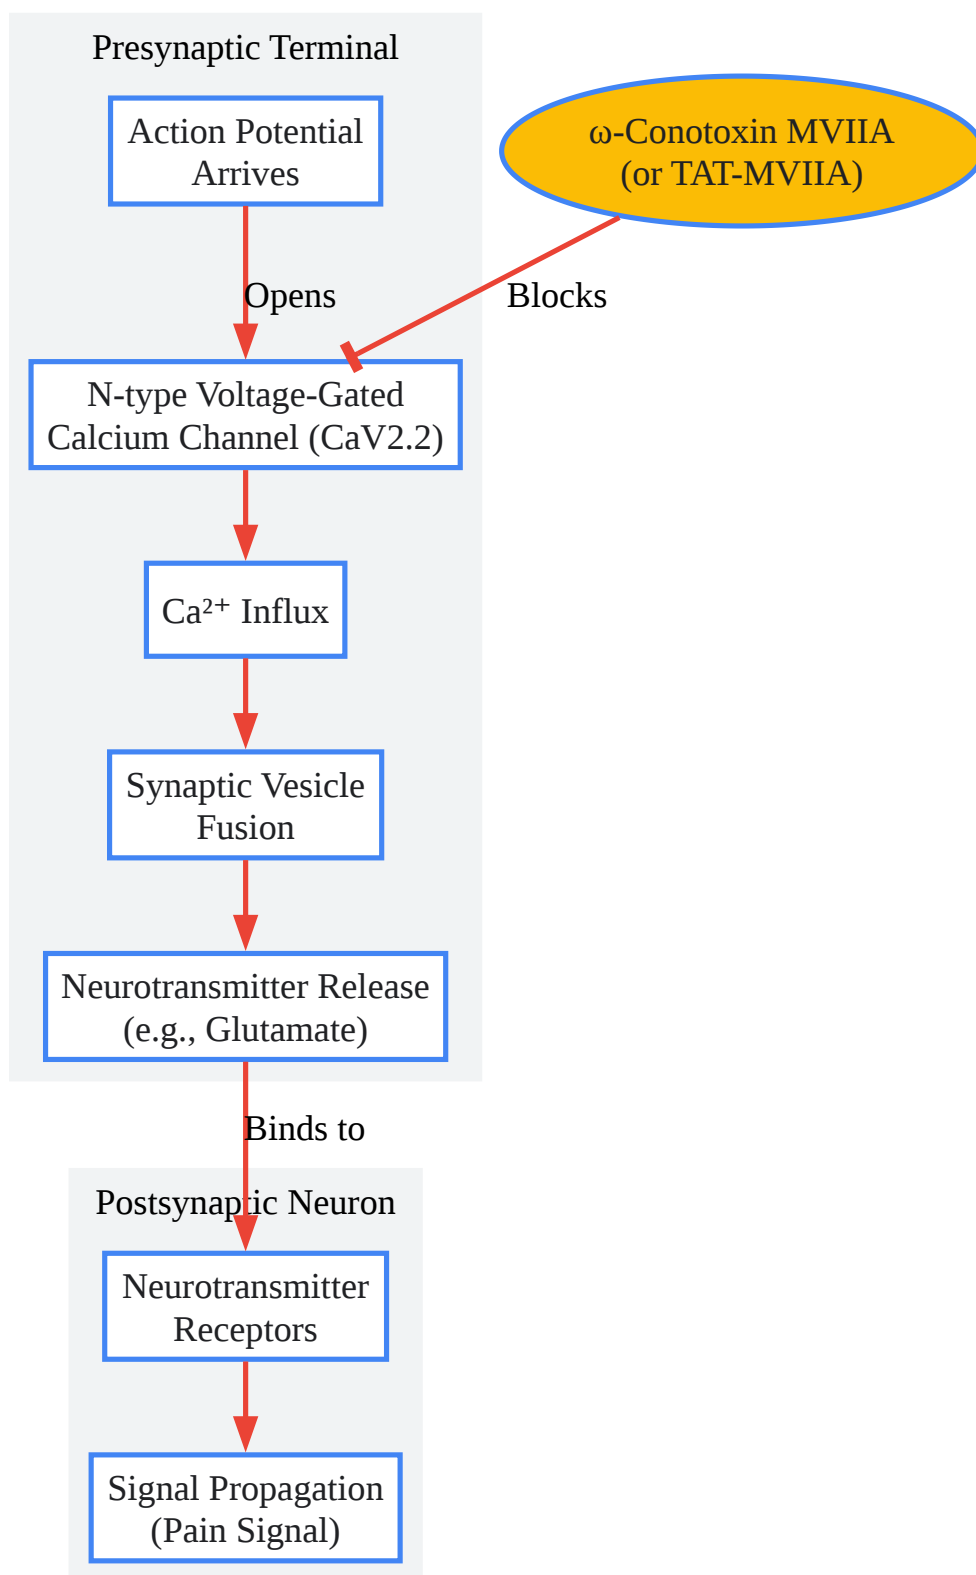 Presynaptic Terminal
Action Potential
Arrives
ω-Conotoxin MVIIA
(or TAT-MVIIA)
Opens
Blocks
N-type Voltage-Gated
Calcium Channel (CaV2.2)
Ca²⁺ Influx
Synaptic Vesicle
Fusion
Neurotransmitter Release
(e.g., Glutamate)
Binds to
Postsynaptic Neuron
Neurotransmitter
Receptors
Signal Propagation
(Pain Signal)